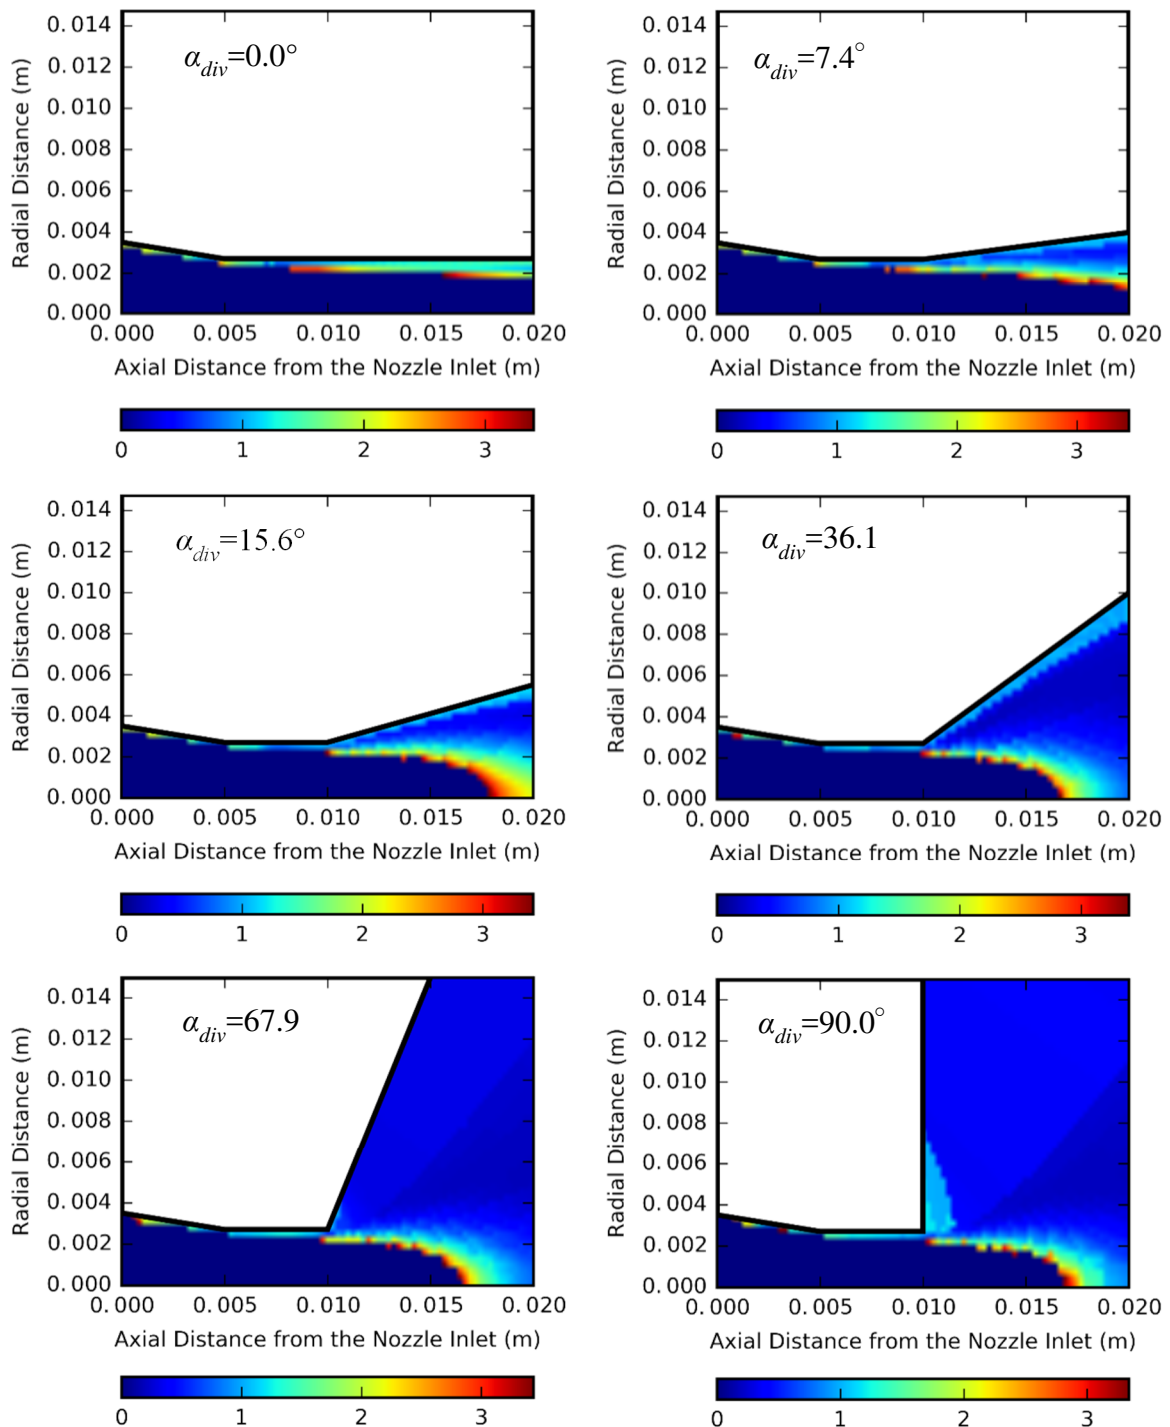 α_div=0.0°
0.014
0.012
0.010
0.008
0.006
0.004
0.002
0.000
Radial Distance (m)
0.000 0.005 0.010 0.015 0.020
Axial Distance from the Nozzle Inlet (m)
0 1 2 3
α_div=7.4°
0.014
0.012
0.010
0.008
0.006
0.004
0.002
0.000
Radial Distance (m)
0.000 0.005 0.010 0.015 0.020
Axial Distance from the Nozzle Inlet (m)
0 1 2 3
α_div=15.6°
0.014
0.012
0.010
0.008
0.006
0.004
0.002
0.000
Radial Distance (m)
0.000 0.005 0.010 0.015 0.020
Axial Distance from the Nozzle Inlet (m)
0 1 2 3
α_div=36.1
0.014
0.012
0.010
0.008
0.006
0.004
0.002
0.000
Radial Distance (m)
0.000 0.005 0.010 0.015 0.020
Axial Distance from the Nozzle Inlet (m)
0 1 2 3
α_div=67.9
0.014
0.012
0.010
0.008
0.006
0.004
0.002
0.000
Radial Distance (m)
0.000 0.005 0.010 0.015 0.020
Axial Distance from the Nozzle Inlet (m)
0 1 2 3
α_div=90.0°
0.014
0.012
0.010
0.008
0.006
0.004
0.002
0.000
Radial Distance (m)
0.000 0.005 0.010 0.015 0.020
Axial Distance from the Nozzle Inlet (m)
0 1 2 3